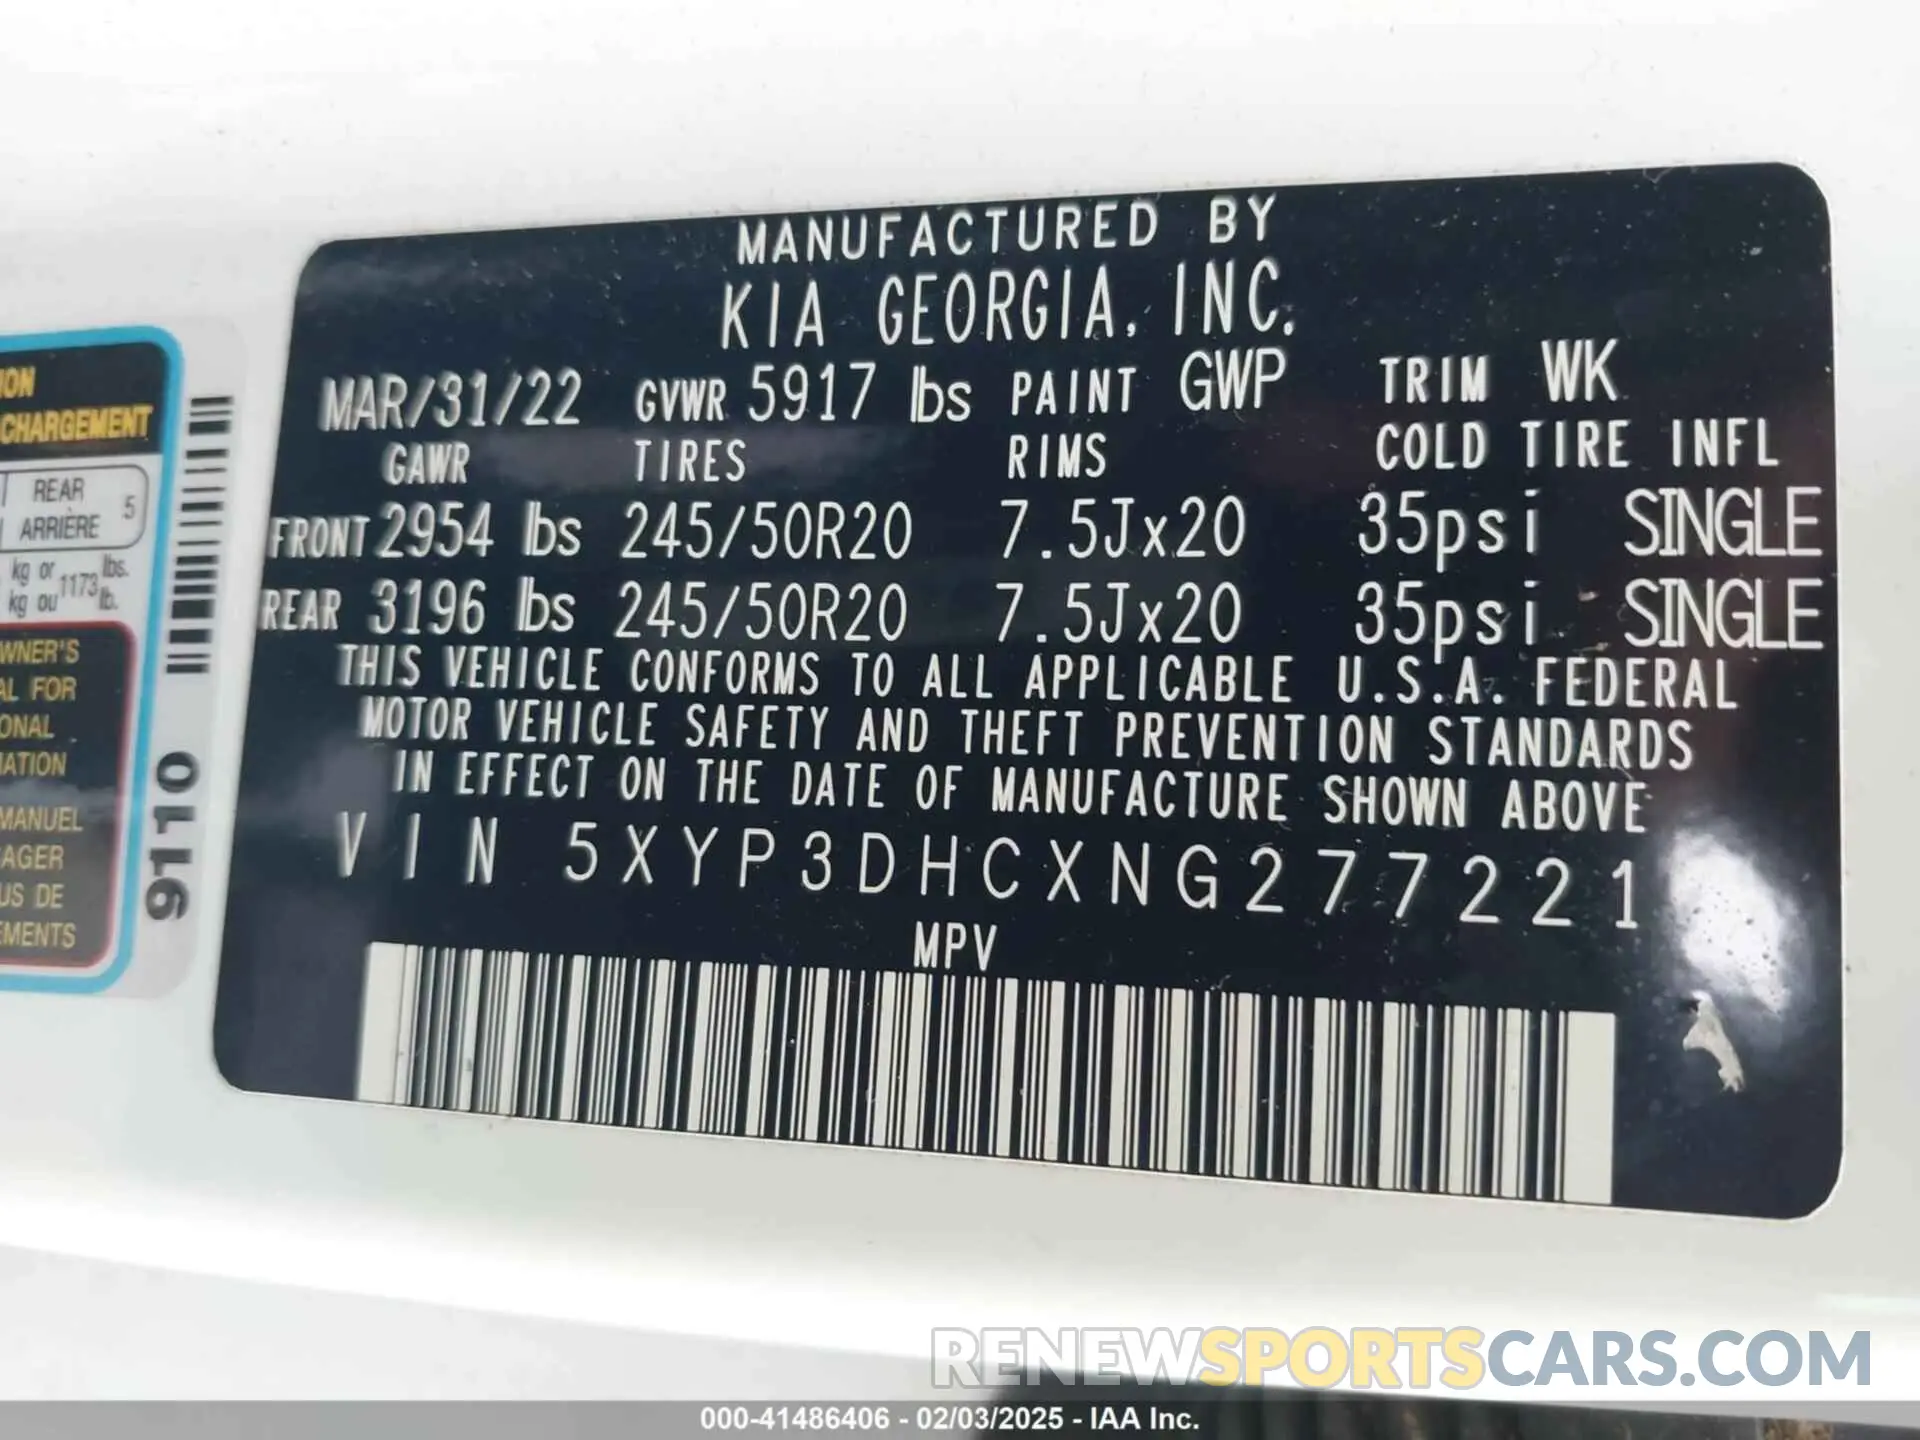 MANUFACTURED BY
KIA GEORGIA, INC.
MAR/31/22 GVWR 5917 lbs PAINT GWP TRIM WK
GAWR TIRES RIMS COLD TIRE INFL
FRONT 2954 lbs 245/50R20 7.5Jx20 35psi SINGLE
REAR 3196 lbs 245/50R20 7.5Jx20 35psi SINGLE
THIS VEHICLE CONFORMS TO ALL APPLICABLE U.S.A. FEDERAL
MOTOR VEHICLE SAFETY AND THEFT PREVENTION STANDARDS
IN EFFECT ON THE DATE OF MANUFACTURE SHOWN ABOVE
VIN 5XYP3DHCXNG277221
MPV
ION
CHARGEMENT
REAR 5
ARRIÈRE
kg or 1173 lbs.
kg ou lb.
WNER'S
AL FOR
ONAL
ATION
MANUEL
AGER
US DE
EMENTS
9110
RENEWSPORTSCARS.COM
000-41486406 - 02/03/2025 - IAA Inc.